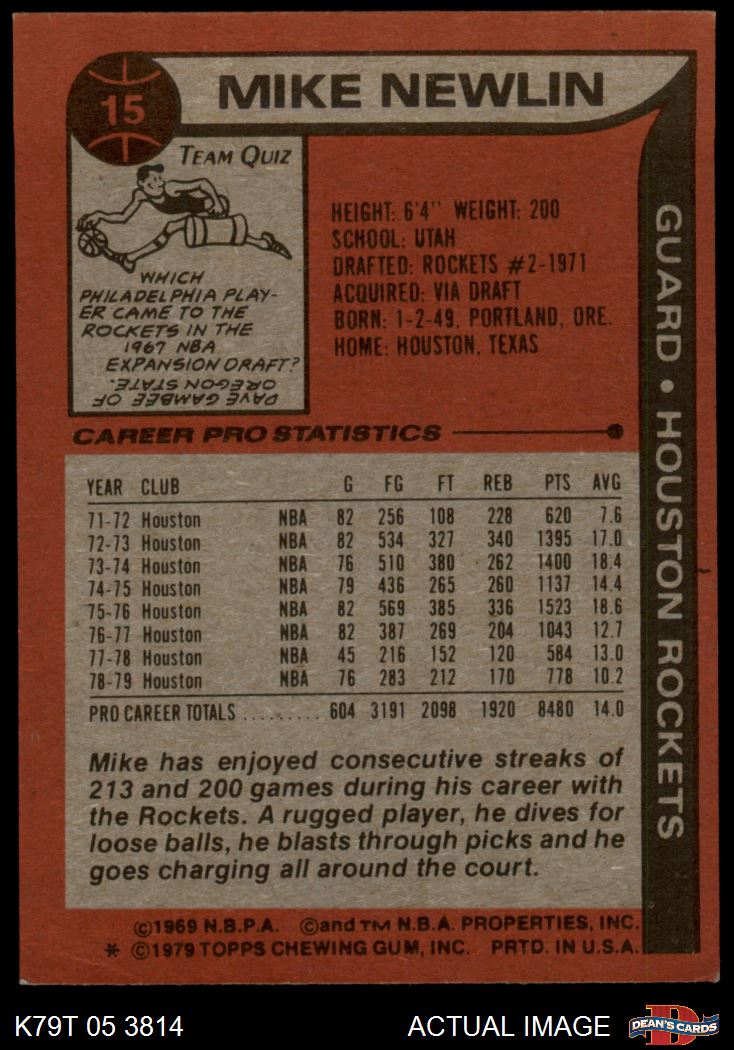 15
MIKE NEWLIN
TEAM QUIZ
WHICH
PHILADELPHIA PLAY-
ER CAME TO THE
ROCKETS IN THE
1967 NBA
EXPANSION DRAFT?
DAVE GAMBEE OF
OREGON STATE.
HEIGHT: 6'4" WEIGHT: 200
SCHOOL: UTAH
DRAFTED: ROCKETS #2-1971
ACQUIRED: VIA DRAFT
BORN: 1-2-49, PORTLAND, ORE.
HOME: HOUSTON, TEXAS
GUARD • HOUSTON ROCKETS
CAREER PRO STATISTICS
YEAR CLUB G FG FT REB PTS AVG
71-72 Houston NBA 82 256 108 228 620 7.6
72-73 Houston NBA 82 534 327 340 1395 17.0
73-74 Houston NBA 76 510 380 262 1400 18.4
74-75 Houston NBA 79 436 265 260 1137 14.4
75-76 Houston NBA 82 569 385 336 1523 18.6
76-77 Houston NBA 82 387 269 204 1043 12.7
77-78 Houston NBA 45 216 152 120 584 13.0
78-79 Houston NBA 76 283 212 170 778 10.2
PRO CAREER TOTALS .......... 604 3191 2098 1920 8480 14.0
Mike has enjoyed consecutive streaks of
213 and 200 games during his career with
the Rockets. A rugged player, he dives for
loose balls, he blasts through picks and he
goes charging all around the court.
©1969 N.B.P.A. ©and TM N.B.A. PROPERTIES, INC.
* ©1979 TOPPS CHEWING GUM, INC. PRTD. IN U.S.A.
K79T 05 3814
ACTUAL IMAGE
D
DEAN'S CARDS